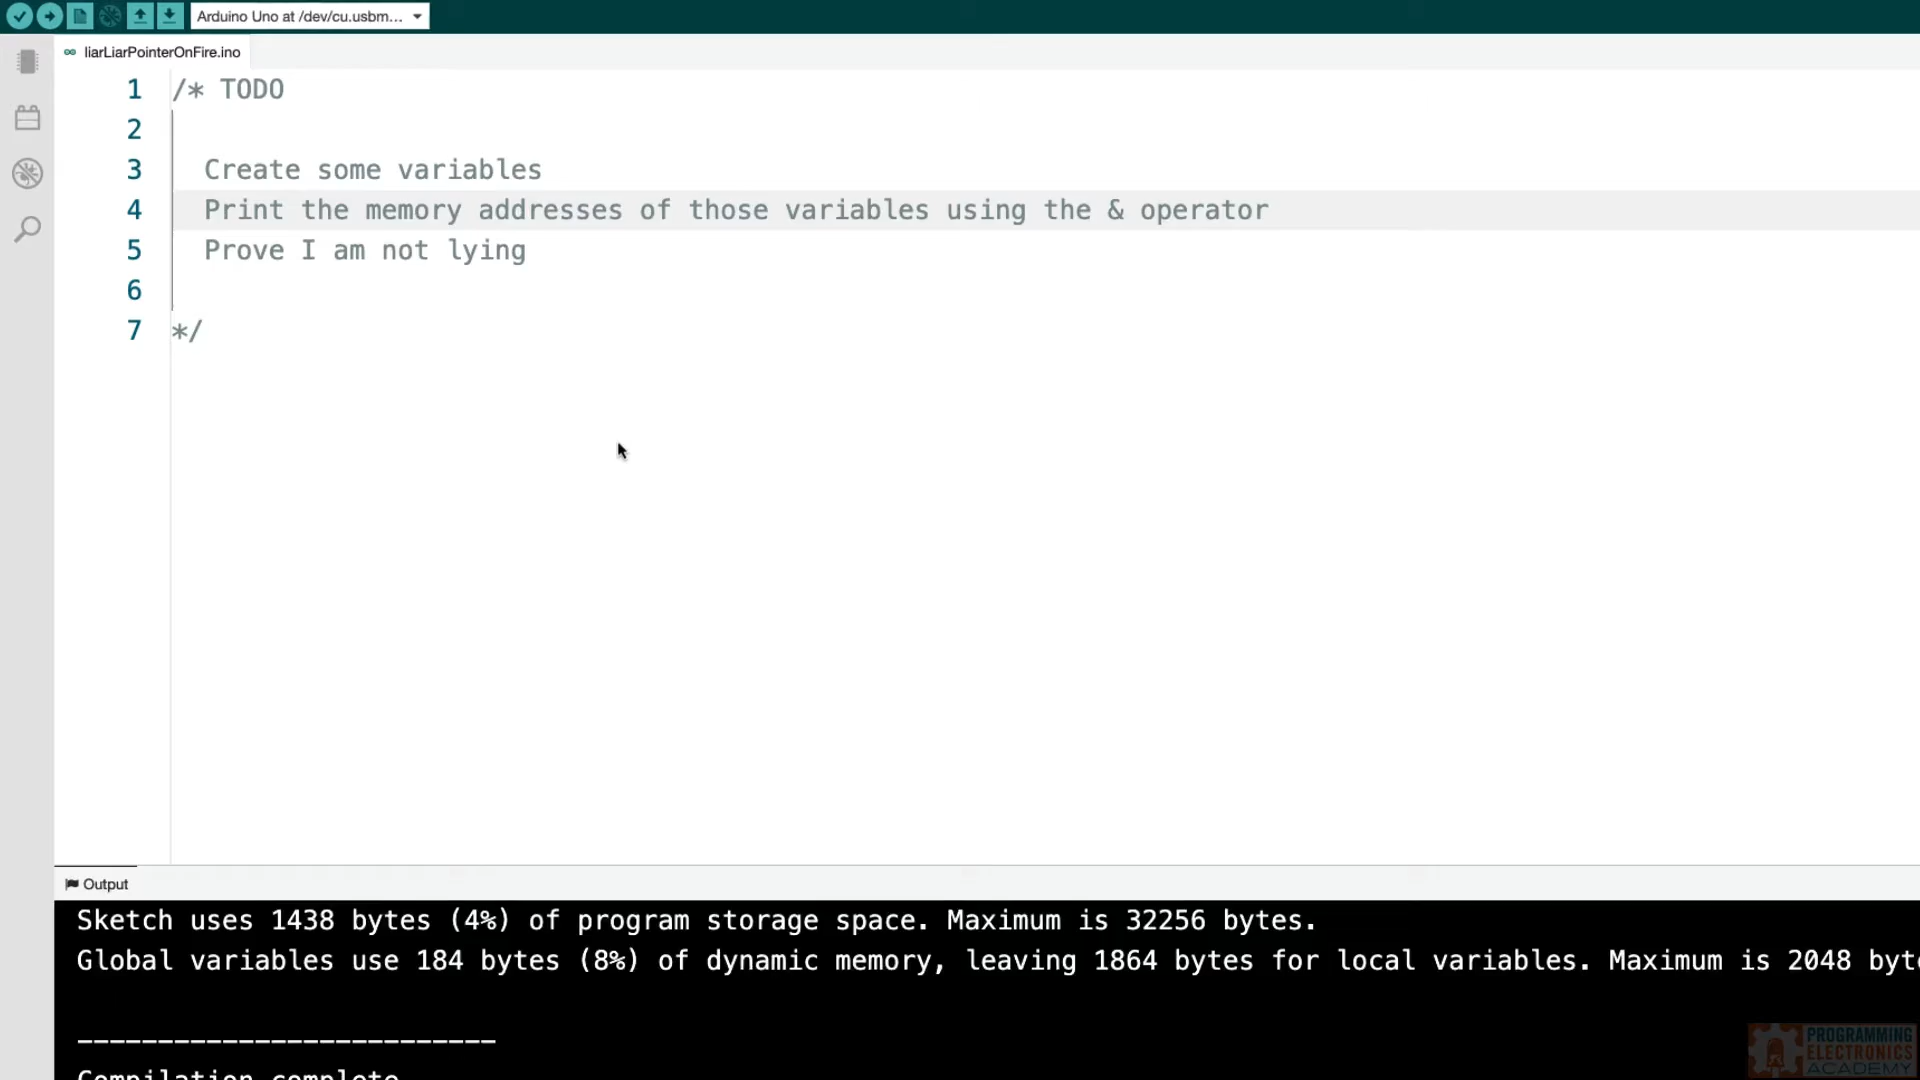 Arduino Uno at /dev/cu.usbm...
liarLiarPointerOnFire.ino
1 /* TODO
2
3 Create some variables
4 Print the memory addresses of those variables using the & operator
5 Prove I am not lying
6
7 */
Output
Sketch uses 1438 bytes (4%) of program storage space. Maximum is 32256 bytes.
Global variables use 184 bytes (8%) of dynamic memory, leaving 1864 bytes for local variables. Maximum is 2048 byt
--------------------------
Compilation complete
PROGRAMMING
ELECTRONICS
ACADEMY